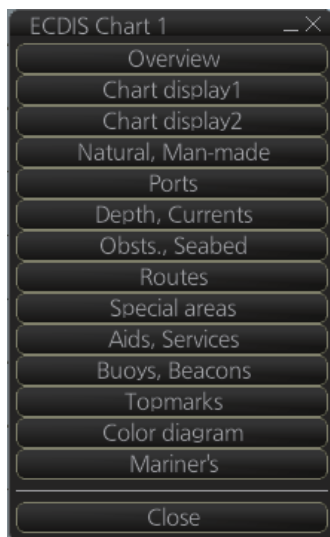 ECDIS Chart 1
Overview
Chart display1
Chart display2
Natural, Man-made
Ports
Depth, Currents
Obsts., Seabed
Routes
Special areas
Aids, Services
Buoys, Beacons
Topmarks
Color diagram
Mariner's
Close